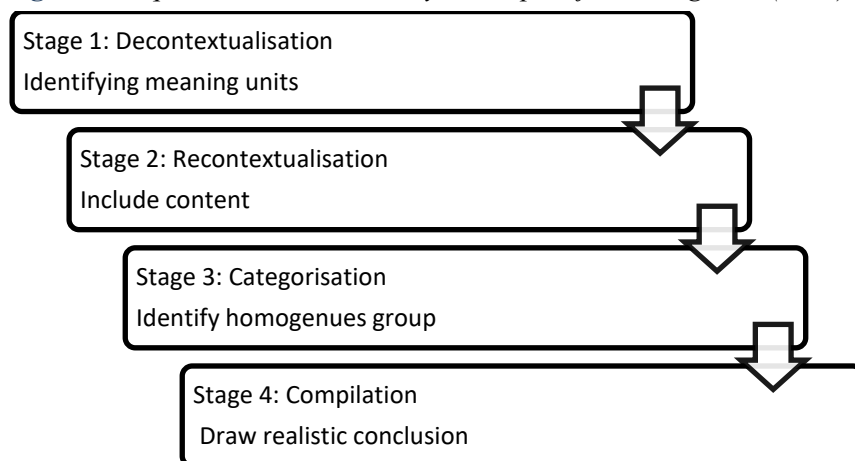 Stage 1: Decontextualisation
Identifying meaning units
Stage 2: Recontextualisation
Include content
Stage 3: Categorisation
Identify homogenues group
Stage 4: Compilation
Draw realistic conclusion